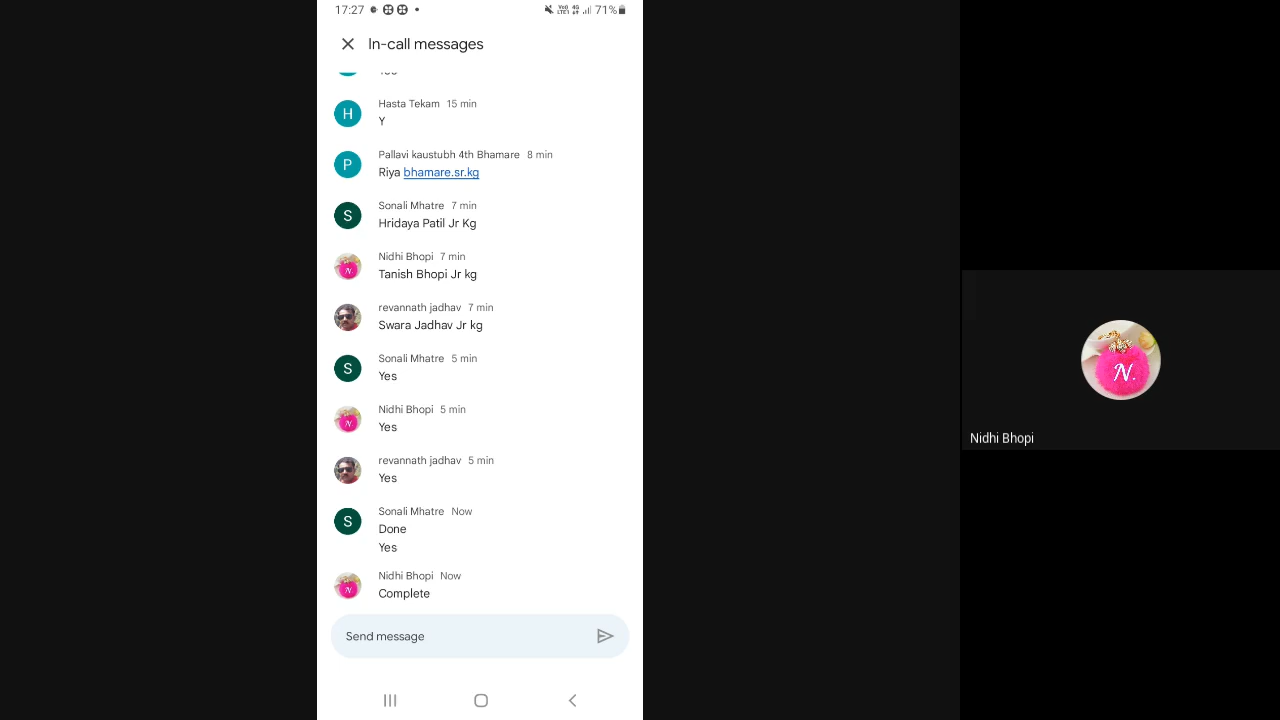 17:27
71%
In-call messages
Hasta Tekam 15 min
Y
Pallavi kaustubh 4th Bhamare 8 min
Riya bhamare.sr.kg
Sonali Mhatre 7 min
Hridaya Patil Jr Kg
Nidhi Bhopi 7 min
Tanish Bhopi Jr kg
revannath jadhav 7 min
Swara Jadhav Jr kg
Sonali Mhatre 5 min
Yes
Nidhi Bhopi 5 min
Yes
revannath jadhav 5 min
Yes
Sonali Mhatre Now
Done
Yes
Nidhi Bhopi Now
Complete
Send message
H
P
S
N.
S
N.
S
N.
N.
Nidhi Bhopi